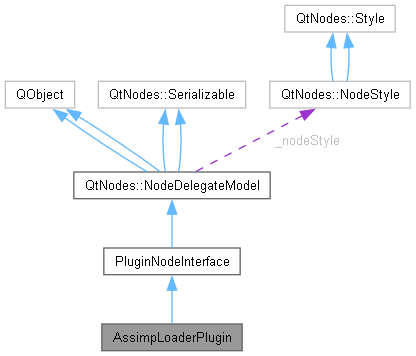 QtNodes::Style
QObject
QtNodes::Serializable
QtNodes::NodeStyle
_nodeStyle
QtNodes::NodeDelegateModel
PluginNodeInterface
AssimpLoaderPlugin